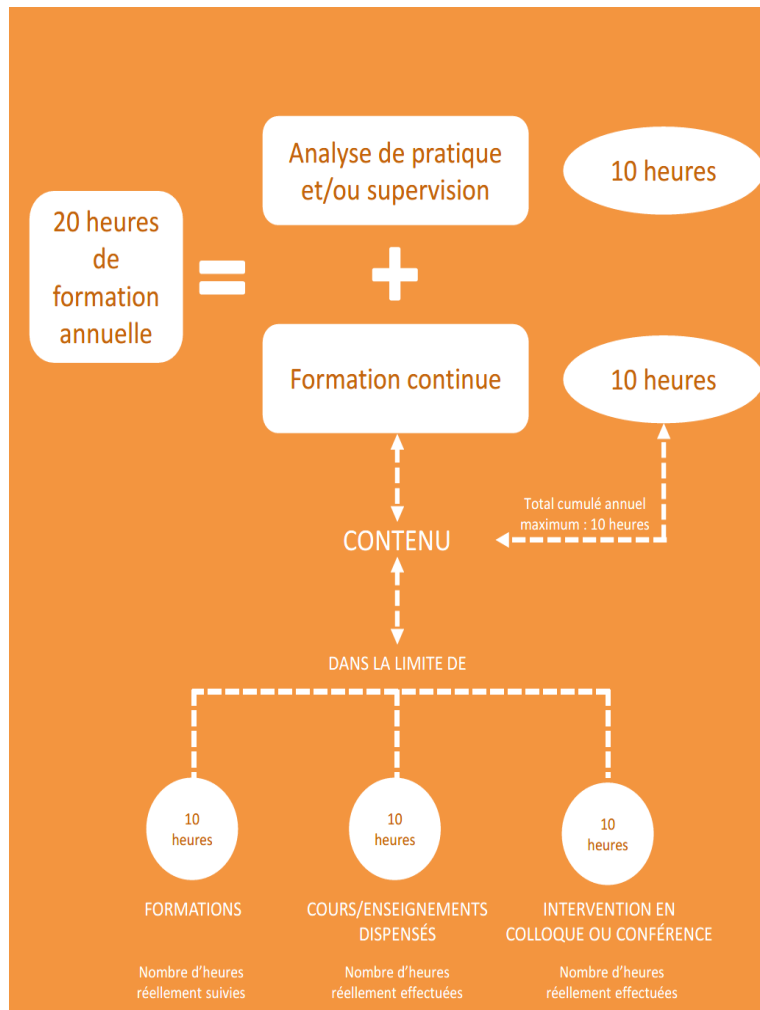 Analyse de pratique
et/ou supervision
10 heures
20 heures
de
formation
annuelle
=
+
Formation continue
10 heures
Total cumulé annuel
maximum : 10 heures
CONTENU
DANS LA LIMITE DE
10
heures
10
heures
10
heures
FORMATIONS
COURS/ENSEIGNEMENTS
DISPENSÉS
INTERVENTION EN
COLLOQUE OU CONFÉRENCE
Nombre d’heures
réellement suivies
Nombre d’heures
réellement effectuées
Nombre d’heures
réellement effectuées